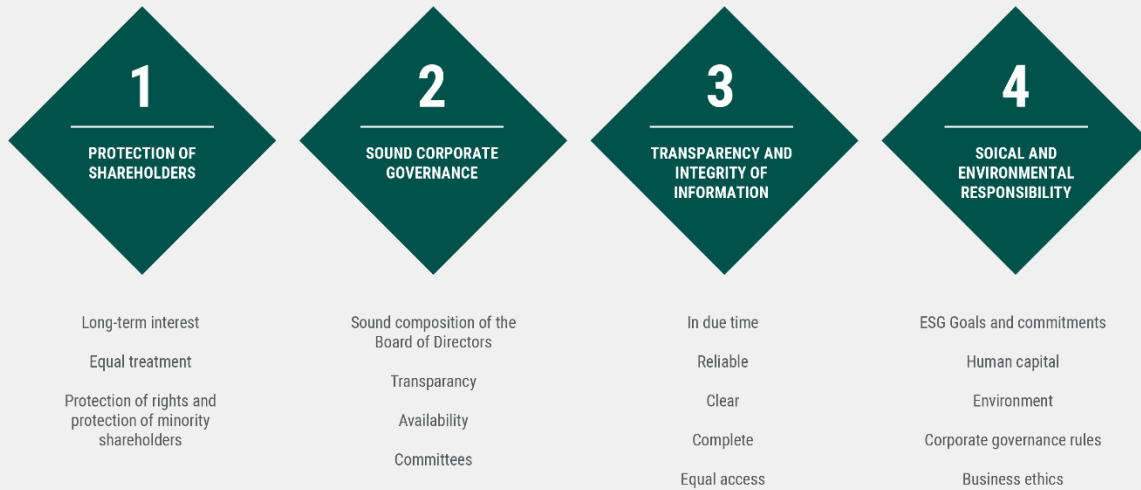 1
PROTECTION OF
SHAREHOLDERS
Long-term interest
Equal treatment
Protection of rights and
protection of minority
shareholders
2
SOUND CORPORATE
GOVERNANCE
Sound composition of the
Board of Directors
Transparancy
Availability
Committees
3
TRANSPARENCY AND
INTEGRITY OF
INFORMATION
In due time
Reliable
Clear
Complete
Equal access
4
SOICAL AND
ENVIRONMENTAL
RESPONSIBILITY
ESG Goals and commitments
Human capital
Environment
Corporate governance rules
Business ethics